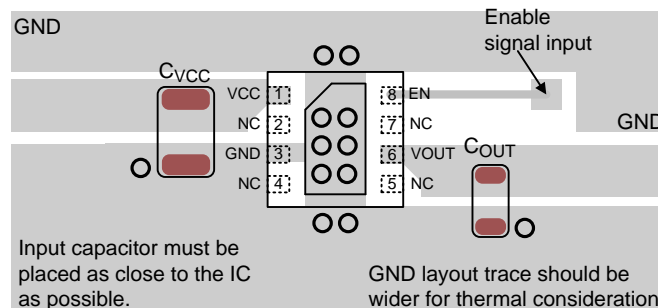 GND
Enable
signal input
CVCC
VCC 1
8 EN
NC 2
7 NC
GND
GND 3
6 VOUT
COUT
NC 4
5 NC
Input capacitor must be
placed as close to the IC
as possible.
GND layout trace should be
wider for thermal consideration